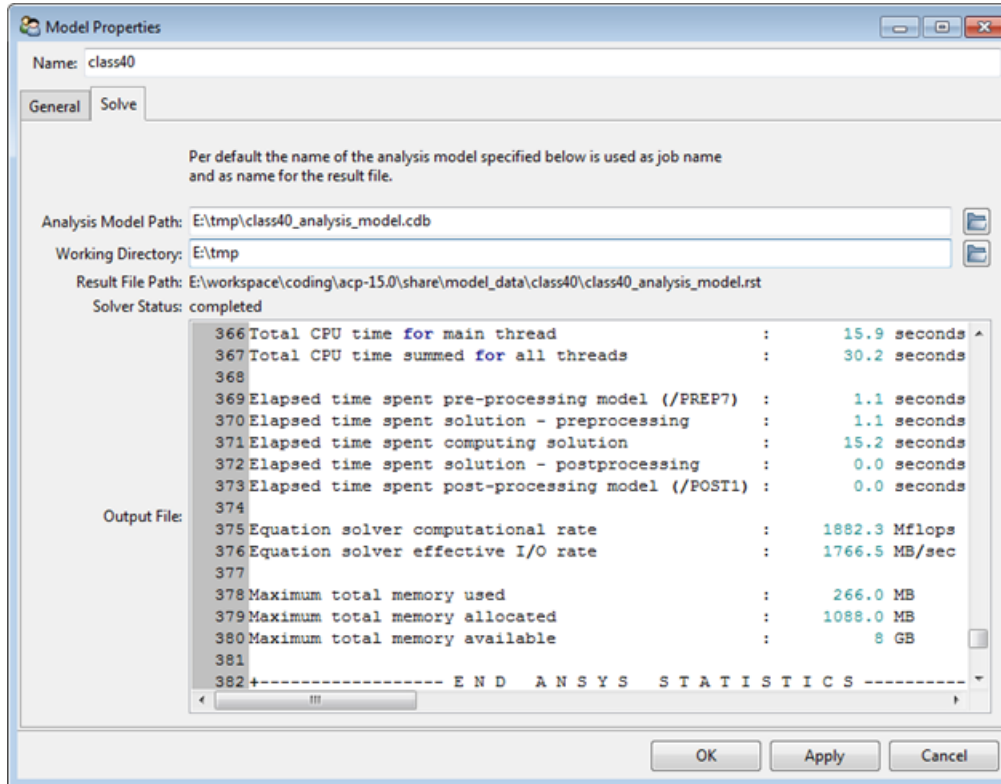 Model Properties
Name: class40
General Solve
Per default the name of the analysis model specified below is used as job name
and as name for the result file.
Analysis Model Path: E:\tmp\class40_analysis_model.cdb
Working Directory: E:\tmp
Result File Path: E:\workspace\coding\acp-15.0\share\model_data\class40\class40_analysis_model.rst
Solver Status: completed
Output File:
366 Total CPU time for main thread : 15.9 seconds
367 Total CPU time summed for all threads : 30.2 seconds
368
369 Elapsed time spent pre-processing model (/PREP7) : 1.1 seconds
370 Elapsed time spent solution - preprocessing : 1.1 seconds
371 Elapsed time spent computing solution : 15.2 seconds
372 Elapsed time spent solution - postprocessing : 0.0 seconds
373 Elapsed time spent post-processing model (/POST1) : 0.0 seconds
374
375 Equation solver computational rate : 1882.3 Mflops
376 Equation solver effective I/O rate : 1766.5 MB/sec
377
378 Maximum total memory used : 266.0 MB
379 Maximum total memory allocated : 1088.0 MB
380 Maximum total memory available : 8 GB
381
382 +------------------ E N D   A N S Y S   S T A T I S T I C S ----------
OK Apply Cancel